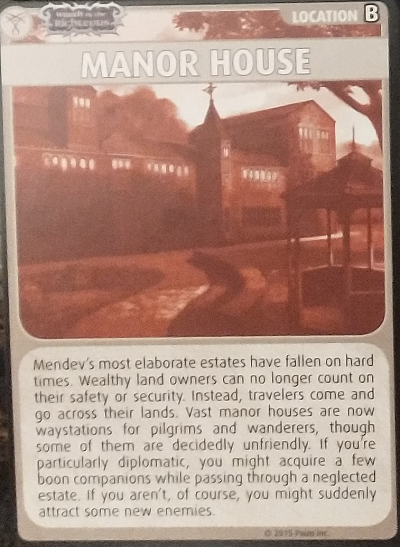 Wrath of the
Righteous
LOCATION B
MANOR HOUSE
Mendev's most elaborate estates have fallen on hard
times. Wealthy land owners can no longer count on
their safety or security. Instead, travelers come and
go across their lands. Vast manor houses are now
waystations for pilgrims and wanderers, though
some of them are decidedly unfriendly. If you're
particularly diplomatic, you might acquire a few
boon companions while passing through a neglected
estate. If you aren't, of course, you might suddenly
attract some new enemies.
© 2015 Paizo Inc.